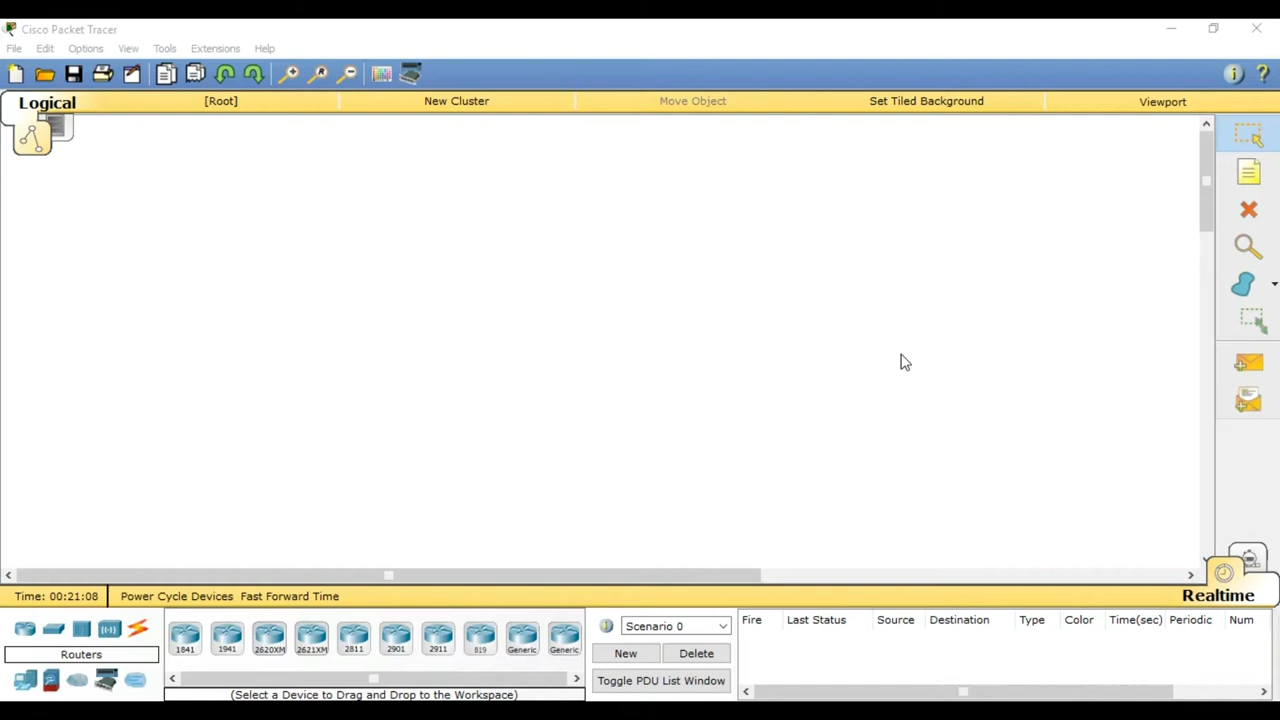 Cisco Packet Tracer
File Edit Options View Tools Extensions Help
Logical [Root] New Cluster Move Object Set Tiled Background Viewport
Time: 00:21:08 Power Cycle Devices Fast Forward Time Realtime
Routers
1841 1941 2620XM 2621XM 2811 2901 2911 819 Generic Generic
(Select a Device to Drag and Drop to the Workspace)
Scenario 0
New Delete
Toggle PDU List Window
Fire Last Status Source Destination Type Color Time(sec) Periodic Num